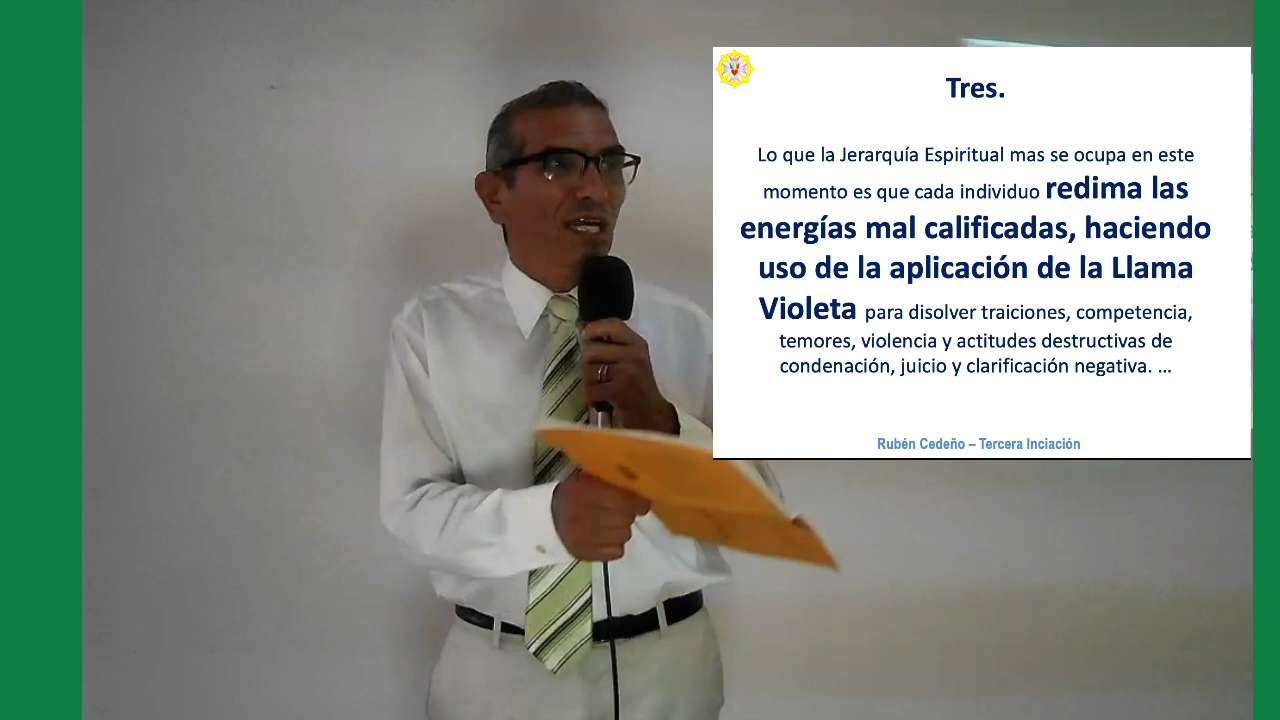 Tres.
Lo que la Jerarquía Espiritual mas se ocupa en este
momento es que cada individuo redima las
energías mal calificadas, haciendo
uso de la aplicación de la Llama
Violeta para disolver traiciones, competencia,
temores, violencia y actitudes destructivas de
condenación, juicio y clarificación negativa. ...
Rubén Cedeño – Tercera Inciación